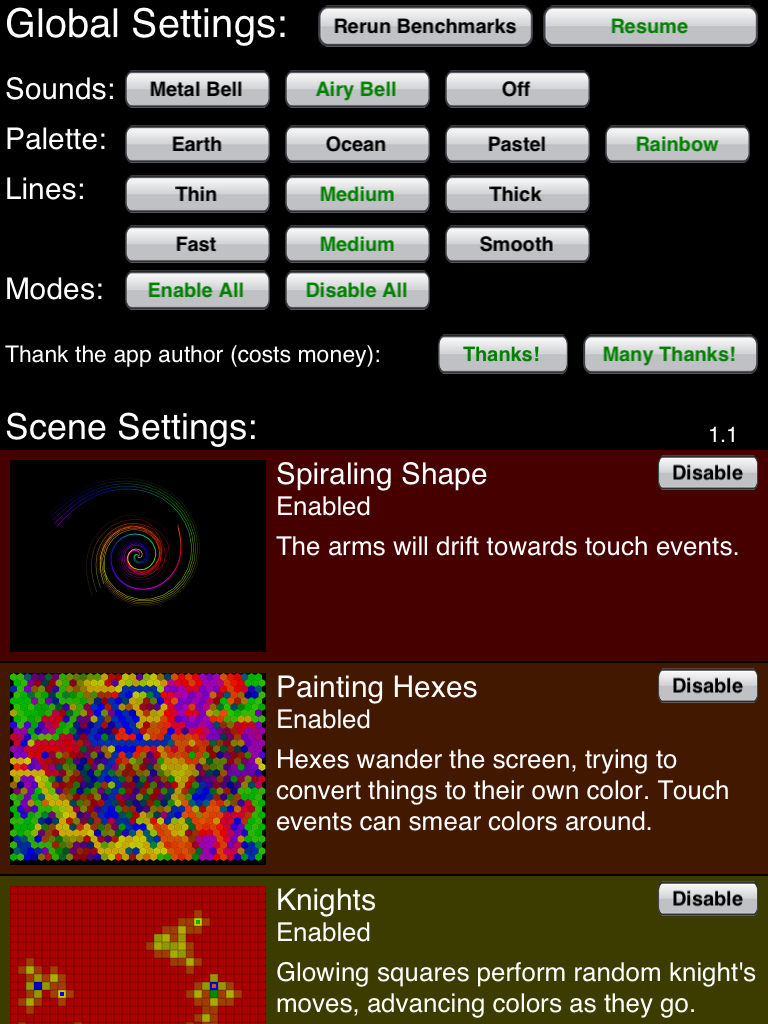 Global Settings: Rerun Benchmarks Resume
Sounds: Metal Bell Airy Bell Off
Palette: Earth Ocean Pastel Rainbow
Lines: Thin Medium Thick
Fast Medium Smooth
Modes: Enable All Disable All
Thank the app author (costs money): Thanks! Many Thanks!
Scene Settings: 1.1
Spiraling Shape Disable
Enabled
The arms will drift towards touch events.
Painting Hexes Disable
Enabled
Hexes wander the screen, trying to
convert things to their own color. Touch
events can smear colors around.
Knights Disable
Enabled
Glowing squares perform random knight's
moves, advancing colors as they go.